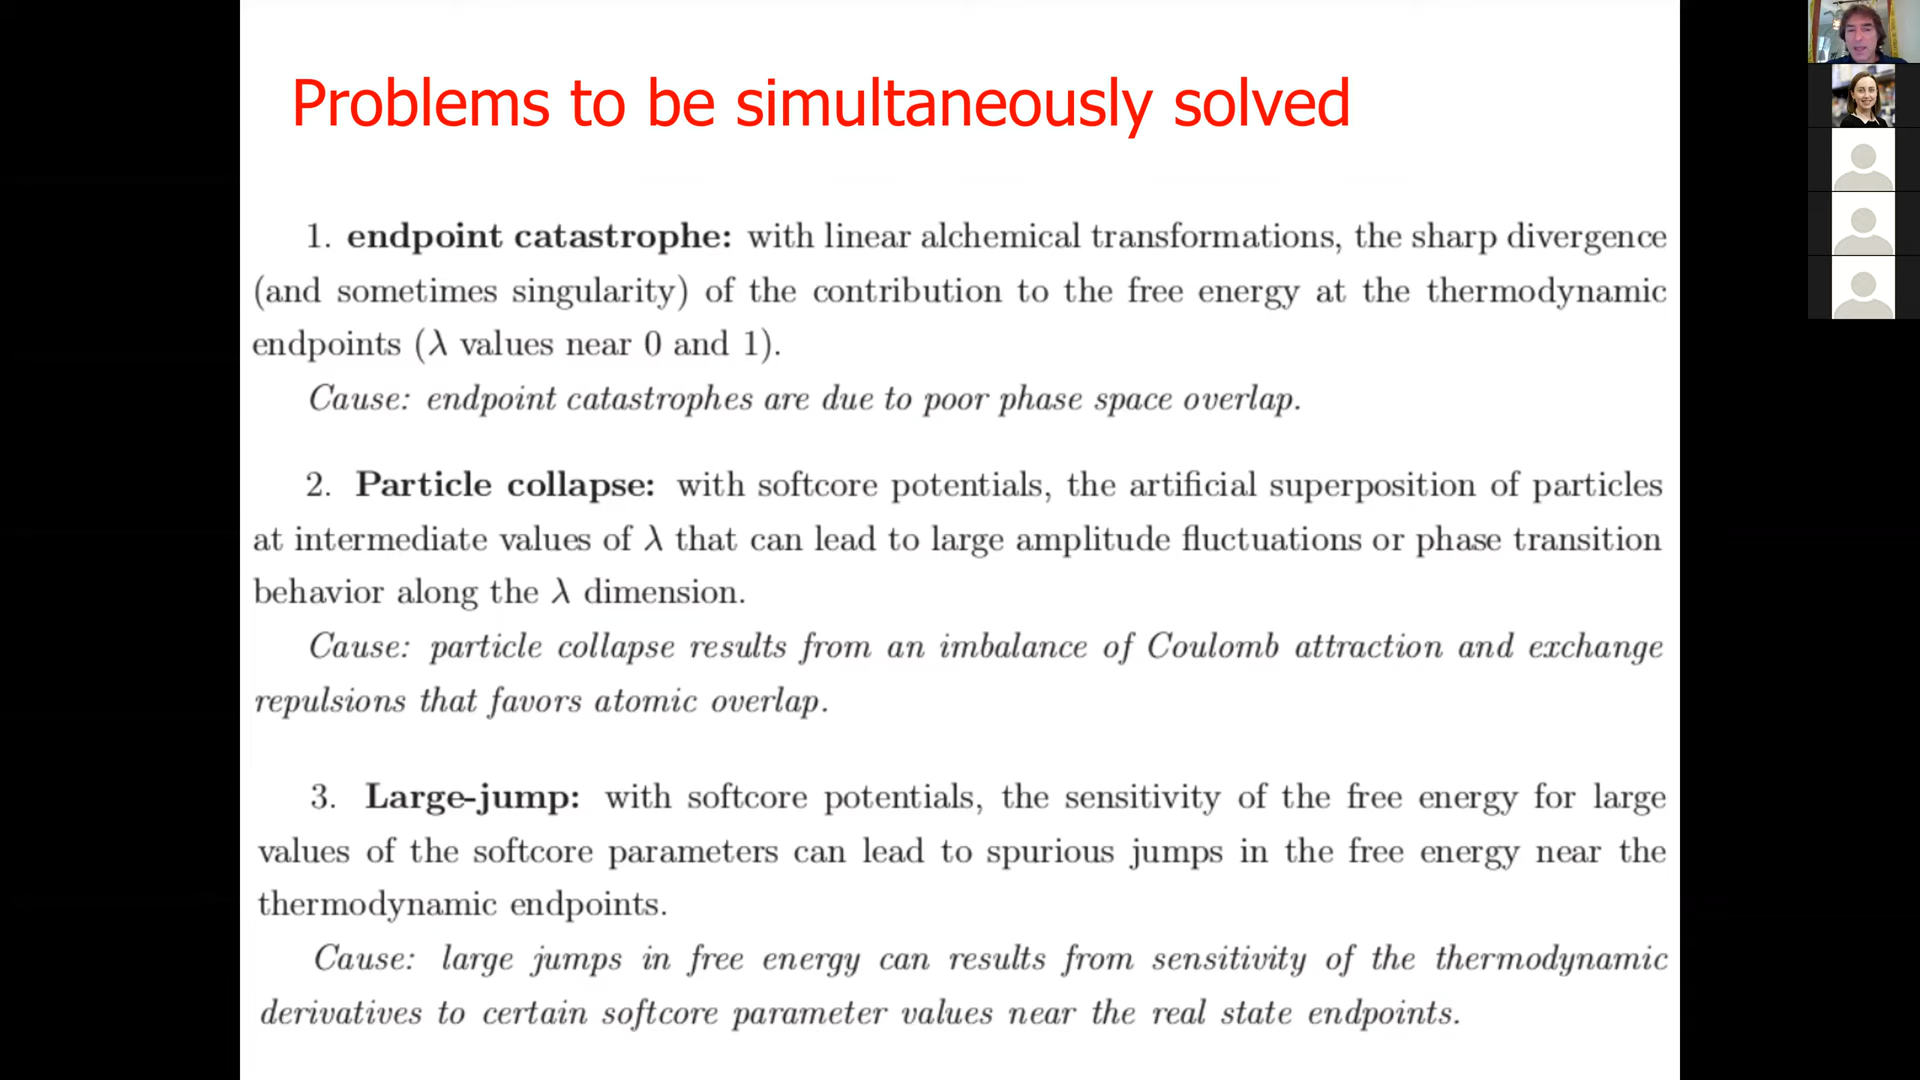 Problems to be simultaneously solved
1. endpoint catastrophe: with linear alchemical transformations, the sharp divergence
(and sometimes singularity) of the contribution to the free energy at the thermodynamic
endpoints (λ values near 0 and 1).
Cause: endpoint catastrophes are due to poor phase space overlap.
2. Particle collapse: with softcore potentials, the artificial superposition of particles
at intermediate values of λ that can lead to large amplitude fluctuations or phase transition
behavior along the λ dimension.
Cause: particle collapse results from an imbalance of Coulomb attraction and exchange
repulsions that favors atomic overlap.
3. Large-jump: with softcore potentials, the sensitivity of the free energy for large
values of the softcore parameters can lead to spurious jumps in the free energy near the
thermodynamic endpoints.
Cause: large jumps in free energy can results from sensitivity of the thermodynamic
derivatives to certain softcore parameter values near the real state endpoints.